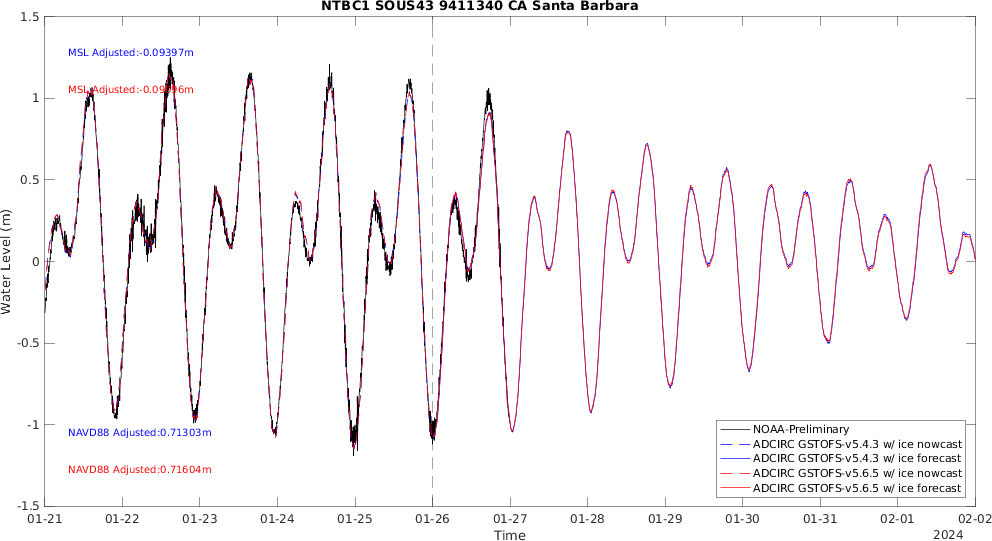 NTBC1 SOUS43 9411340 CA Santa Barbara
1.5
1
0.5
0
-0.5
-1
-1.5
Water Level (m)
MSL Adjusted:-0.09397m
MSL Adjusted:-0.09096m
NAVD88 Adjusted:0.71303m
NAVD88 Adjusted:0.71604m
NOAA-Preliminary
ADCIRC GSTOFS-v5.4.3 w/ ice nowcast
ADCIRC GSTOFS-v5.4.3 w/ ice forecast
ADCIRC GSTOFS-v5.6.5 w/ ice nowcast
ADCIRC GSTOFS-v5.6.5 w/ ice forecast
01-21 01-22 01-23 01-24 01-25 01-26 01-27 01-28 01-29 01-30 01-31 02-01 02-02
Time
2024